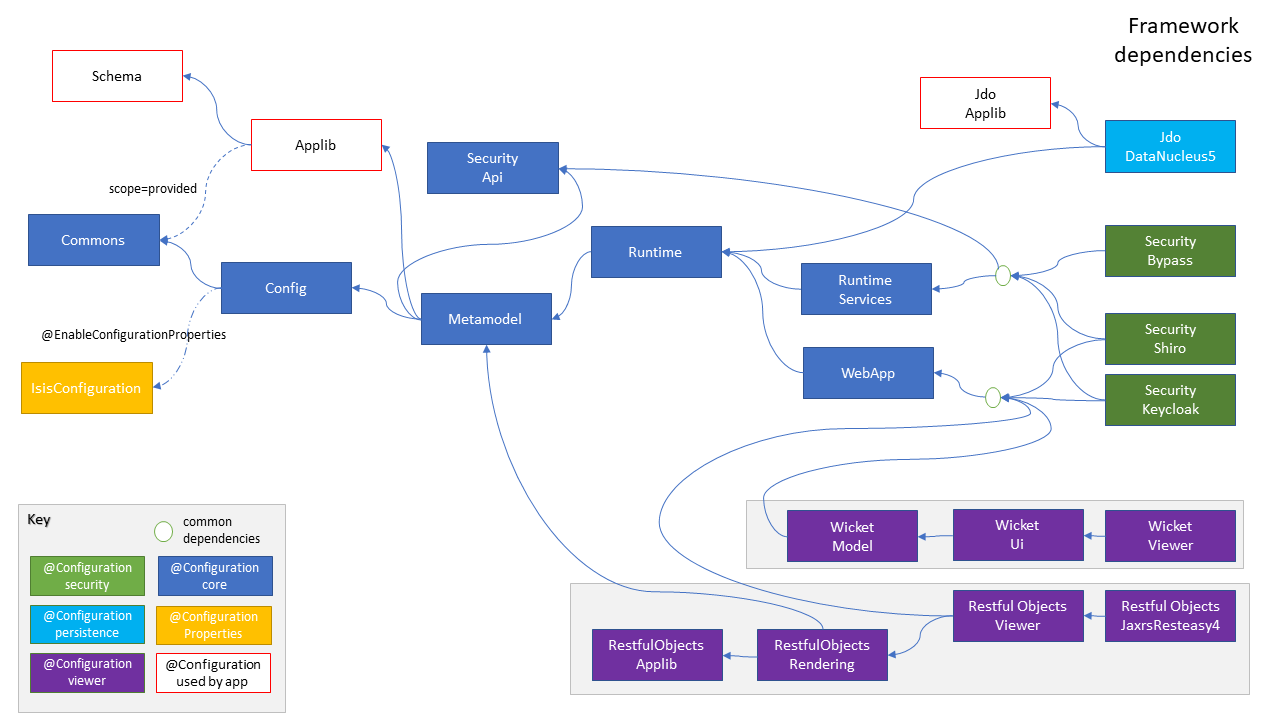 Framework
dependencies
Schema
Jdo
Applib
Applib
Jdo
DataNucleus5
Security
Api
scope=provided
Commons
Runtime
Security
Bypass
Config
Runtime
Services
Metamodel
Security
Shiro
@EnableConfigurationProperties
IsisConfiguration
WebApp
Security
Keycloak
Key
common
dependencies
@Configuration
security
@Configuration
core
@Configuration
persistence
@Configuration
Properties
@Configuration
viewer
@Configuration
used by app
Wicket
Model
Wicket
Ui
Wicket
Viewer
Restful Objects
Viewer
Restful Objects
JaxrsResteasy4
RestfulObjects
Applib
RestfulObjects
Rendering